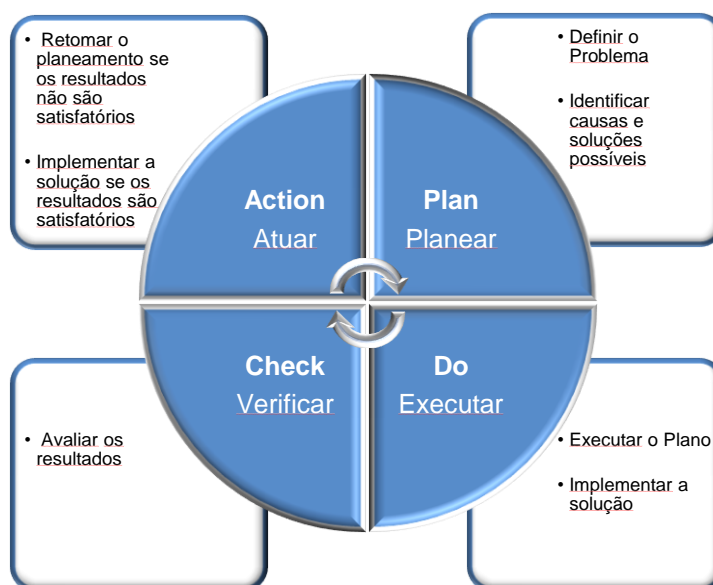 • Retomar o
planeamento se
os resultados
não são
satisfatórios
• Implementar a
solução se os
resultados são
satisfatórios
• Definir o
Problema
• Identificar
causas e
soluções
possíveis
Action
Atuar
Plan
Planear
Check
Verificar
Do
Executar
• Avaliar os
resultados
• Executar o Plano
• Implementar a
solução